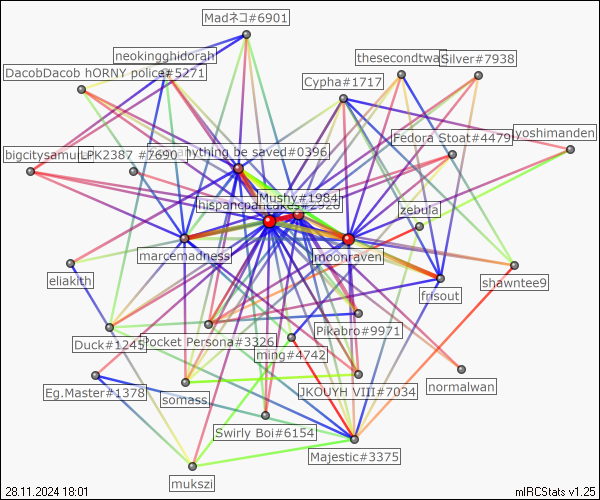 Madネコ#6901
neokingghidorah
thesecondtwa
Silver#7938
DacobDacob hORNY police#5271
Cypha#1717
yoshimanden
Fedora Stoat#4479
bigcitysamu
LPK2387 #7690
nything be saved#0396
Mushy#1984
hispancpancakes#2928
zebula
marcemadness
moonraven
eliakith
shawntee9
frisout
Pikabro#9971
Duck#1245
Pocket Persona#3326
ming#4742
normalwan
Eg.Master#1378
somass
JKOUYH VIII#7034
Swirly Boi#6154
Majestic#3375
mukszi
28.11.2024 18:01
mIRCStats v1.25